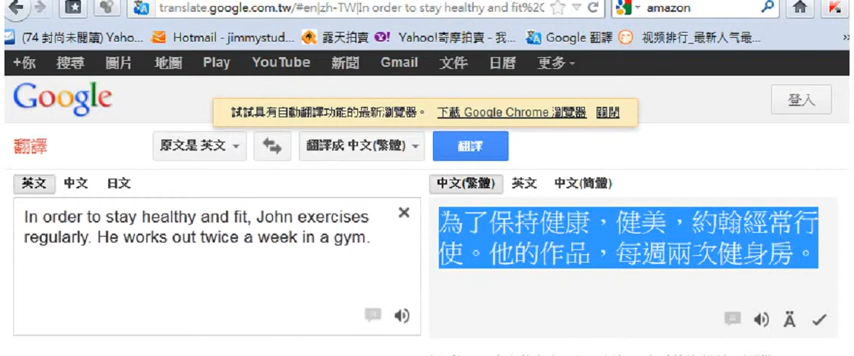 translate.google.com.tw/#en|zh-TW|In order to stay healthy and fit%2C
amazon
(74 封尚未閱讀) Yaho...
Hotmail - jimmystud...
露天拍賣
Yahoo!奇摩拍賣 - 我...
Google 翻譯
视频排行_最新人气最...
+你 搜尋 圖片 地圖 Play YouTube 新聞 Gmail 文件 日曆 更多
Google
試試具有自動翻譯功能的最新瀏覽器。 下載 Google Chrome 瀏覽器 關閉
登入
翻譯
原文是 英文
翻譯成 中文(繁體)
翻譯
英文 中文 日文
中文(繁體) 英文 中文(簡體)
In order to stay healthy and fit, John exercises
regularly. He works out twice a week in a gym.
為了保持健康，健美，約翰經常行
使。他的作品，每週兩次健身房。
Ä